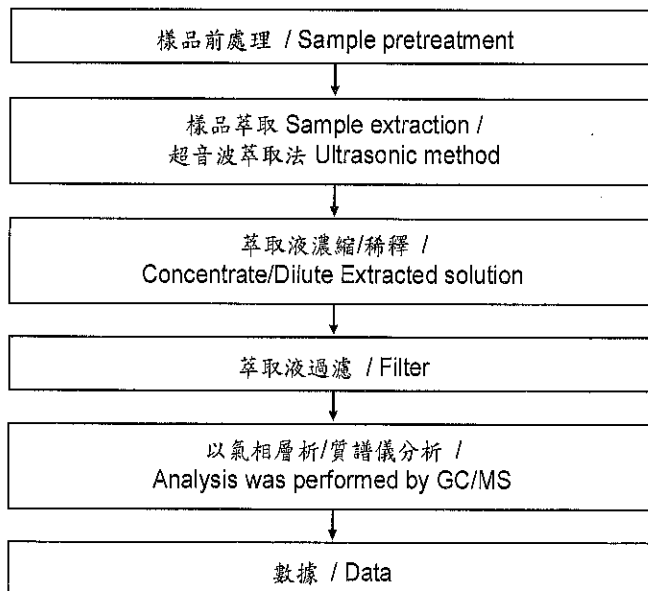 樣品前處理 / Sample pretreatment
樣品萃取 Sample extraction /
超音波萃取法 Ultrasonic method
萃取液濃縮/稀釋 /
Concentrate/Dilute Extracted solution
萃取液過濾 / Filter
以氣相層析/質譜儀分析 /
Analysis was performed by GC/MS
數據 / Data